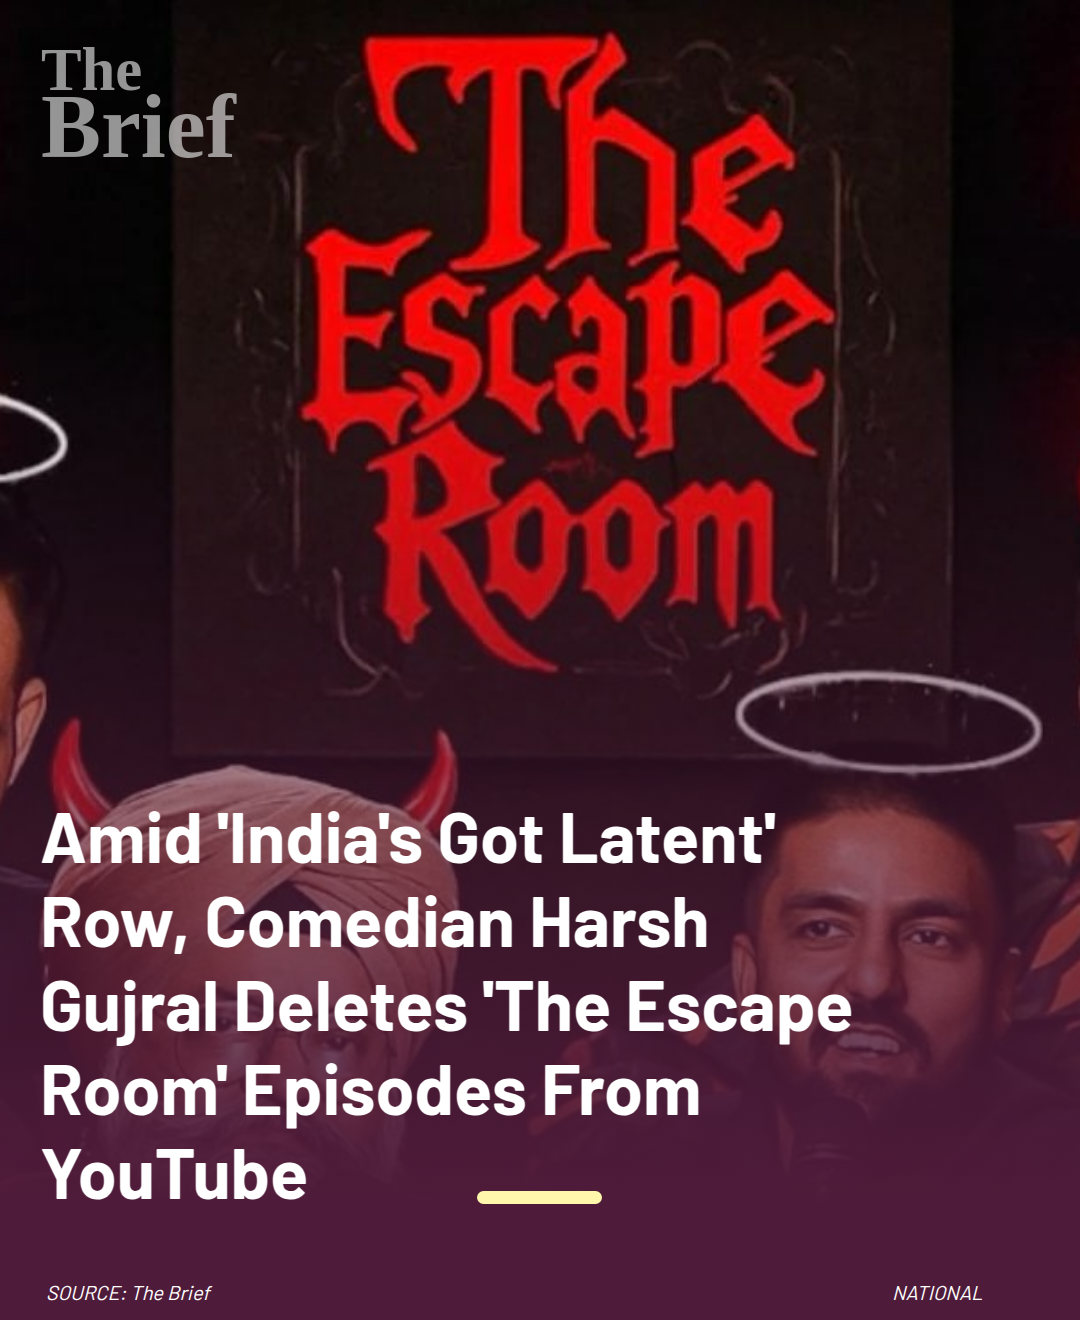 The
Brief
The
Escape
Room
Amid 'India's Got Latent'
Row, Comedian Harsh
Gujral Deletes 'The Escape
Room' Episodes From
YouTube
SOURCE: The Brief
NATIONAL